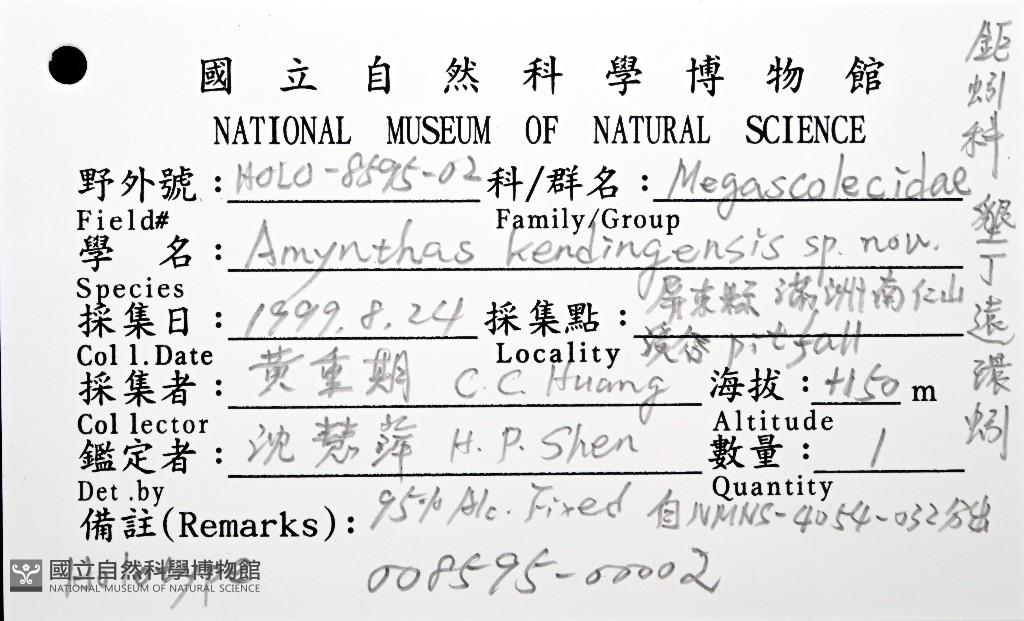 國立自然科學博物館
NATIONAL MUSEUM OF NATURAL SCIENCE
野外號：HOLO-8595-02 科/群名：Megascolecidae
Field# Family/Group
學 名：Amynthas kendingensis sp. nov.
Species
採集日：1999.8.24 採集點：屏東縣滿洲南仁山
Coll.Date Locality 溪谷 pitfall
採集者：黃重期 C.C. Huang 海拔：+150 m
Collector Altitude
鑑定者：沈慧萍 H.P. Shen 數量：1
Det.by Quantity
備註(Remarks)：95% Alc. Fixed 自NMNS-4054-032分出
Holotype 008595-00002
鉅蚓科 墾丁遠環蚓
國立自然科學博物館
NATIONAL MUSEUM OF NATURAL SCIENCE